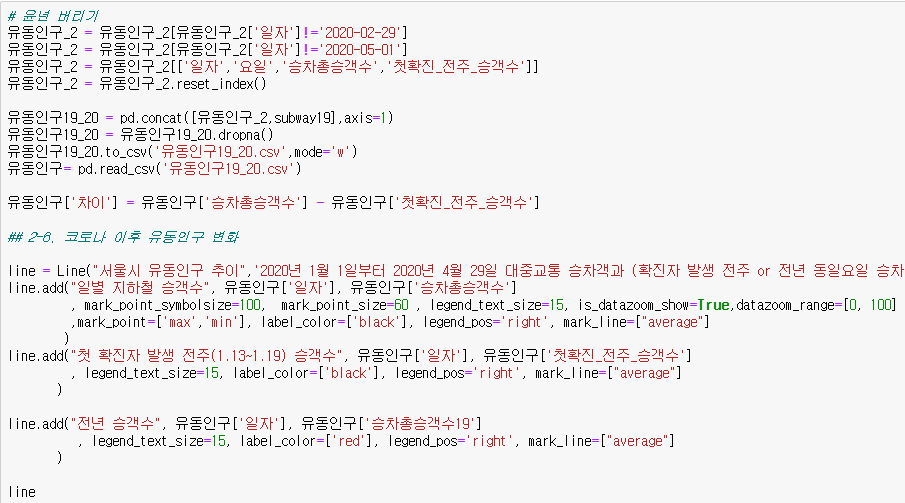 # 윤년 버리기
유동인구_2 = 유동인구_2[유동인구_2['일자']!='2020-02-29']
유동인구_2 = 유동인구_2[유동인구_2['일자']!='2020-05-01']
유동인구_2 = 유동인구_2[['일자','요일','승차총승객수','첫확진_전주_승객수']]
유동인구_2 = 유동인구_2.reset_index()
유동인구19_20 = pd.concat([유동인구_2,subway19],axis=1)
유동인구19_20 = 유동인구19_20.dropna()
유동인구19_20.to_csv('유동인구19_20.csv',mode='w')
유동인구= pd.read_csv('유동인구19_20.csv')
유동인구['차이'] = 유동인구['승차총승객수'] - 유동인구['첫확진_전주_승객수']
## 2-6. 코로나 이후 유동인구 변화
line = Line("서울시 유동인구 추이",'2020년 1월 1일부터 2020년 4월 29일 대중교통 승차객과 (확진자 발생 전주 or 전년 동일요일 승차
line.add("일별 지하철 승객수", 유동인구['일자'], 유동인구['승차총승객수']
, mark_point_symbolsize=100, mark_point_size=60 , legend_text_size=15, is_datazoom_show=True,datazoom_range=[0, 100]
,mark_point=['max','min'], label_color=['black'], legend_pos='right', mark_line=["average"]
)
line.add("첫 확진자 발생 전주(1.13~1.19) 승객수", 유동인구['일자'], 유동인구['첫확진_전주_승객수']
, legend_text_size=15, label_color=['black'], legend_pos='right', mark_line=["average"]
)
line.add("전년 승객수", 유동인구['일자'], 유동인구['승차총승객수19']
, legend_text_size=15, label_color=['red'], legend_pos='right', mark_line=["average"]
)
line